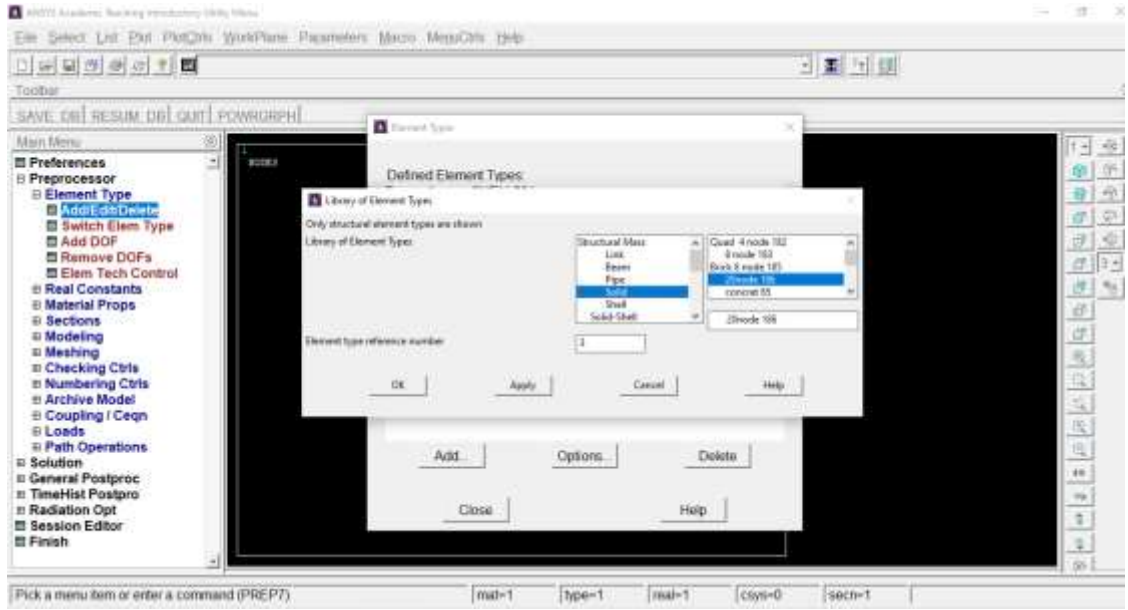 ANSYS Academic Teaching Introductory Utility Menu
File Select List Plot PlotCtrls WorkPlane Parameters Macro MenuCtrls Help
Toolbar
SAVE_DB RESUM_DB QUIT POWRGRPH
Main Menu
Preferences
Preprocessor
Element Type
Add/Edit/Delete
Switch Elem Type
Add DOF
Remove DOFs
Elem Tech Control
Real Constants
Material Props
Sections
Modeling
Meshing
Checking Ctrls
Numbering Ctrls
Archive Model
Coupling / Ceqn
Loads
Path Operations
Solution
General Postproc
TimeHist Postpro
Radiation Opt
Session Editor
Finish
1
NODES
Element Types
Defined Element Types:
Library of Element Types
Only structural element types are shown
Library of Element Types
Structural Mass
Link
Beam
Pipe
Solid
Shell
Solid-Shell
Quad 4 node 182
8 node 183
Brick 8 node 185
20node 186
concret 65
20node 186
Element type reference number
OK Apply Cancel Help
Add... Options... Delete
Close Help
Pick a menu item or enter a command (PREP7) mat=1 type=1 real=1 csys=0 secn=1